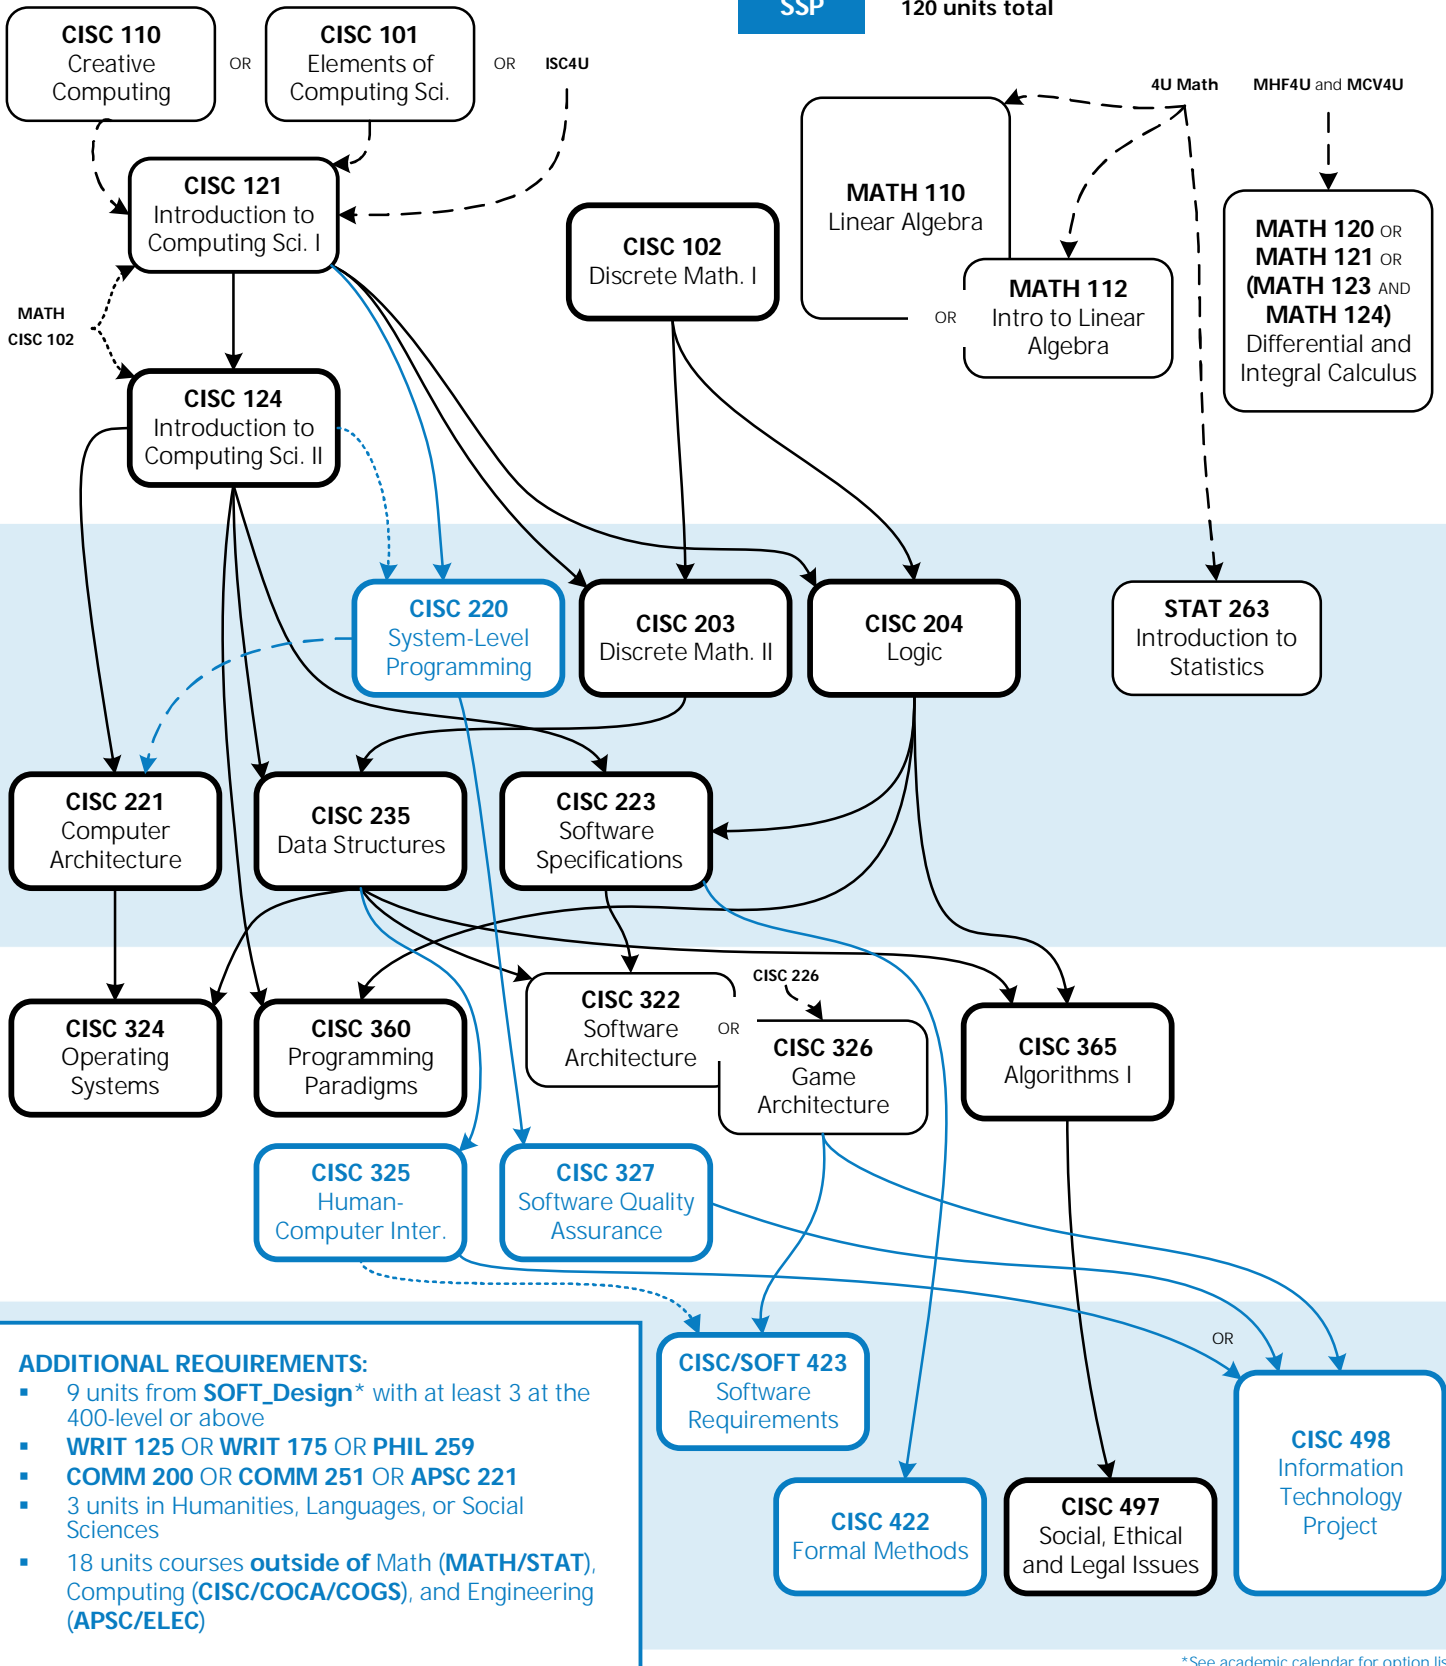 SSP
120 units total
CISC 110
Creative
Computing
OR
CISC 101
Elements of
Computing Sci.
OR
ISC4U
4U Math
MHF4U and MCV4U
CISC 121
Introduction to
Computing Sci. I
CISC 102
Discrete Math. I
MATH 110
Linear Algebra
OR
MATH 112
Intro to Linear
Algebra
MATH 120 OR
MATH 121 OR
(MATH 123 AND
MATH 124)
Differential and
Integral Calculus
MATH
CISC 102
CISC 124
Introduction to
Computing Sci. II
CISC 220
System-Level
Programming
CISC 203
Discrete Math. II
CISC 204
Logic
STAT 263
Introduction to
Statistics
CISC 221
Computer
Architecture
CISC 235
Data Structures
CISC 223
Software
Specifications
CISC 324
Operating
Systems
CISC 360
Programming
Paradigms
CISC 322
Software
Architecture
OR
CISC 226
CISC 326
Game
Architecture
CISC 365
Algorithms I
CISC 325
Human-
Computer Inter.
CISC 327
Software Quality
Assurance
CISC/SOFT 423
Software
Requirements
OR
CISC 498
Information
Technology
Project
CISC 422
Formal Methods
CISC 497
Social, Ethical
and Legal Issues
ADDITIONAL REQUIREMENTS:
▪ 9 units from SOFT_Design* with at least 3 at the
400-level or above
▪ WRIT 125 OR WRIT 175 OR PHIL 259
▪ COMM 200 OR COMM 251 OR APSC 221
▪ 3 units in Humanities, Languages, or Social
Sciences
▪ 18 units courses outside of Math (MATH/STAT),
Computing (CISC/COCA/COGS), and Engineering
(APSC/ELEC)
*See academic calendar for option lis